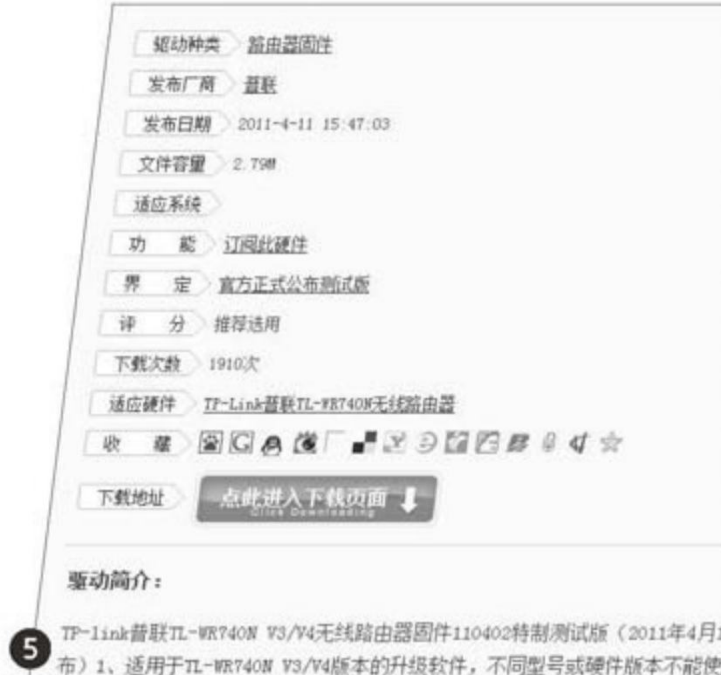 驱动种类 路由器固件
发布厂商 普联
发布日期 2011-4-11 15:47:03
文件容量 2.79M
适应系统
功 能 订阅此硬件
界 定 官方正式公布测试版
评 分 推荐选用
下载次数 1910次
适应硬件 TP-Link普联TL-WR740N无线路由器
收 藏
下载地址 点此进入下载页面
Click Downloading
驱动简介:
TP-link普联TL-WR740N V3/V4无线路由器固件110402特制测试版(2011年4月1
5
布)1、适用于TL-WR740N V3/V4版本的升级软件,不同型号或硬件版本不能使